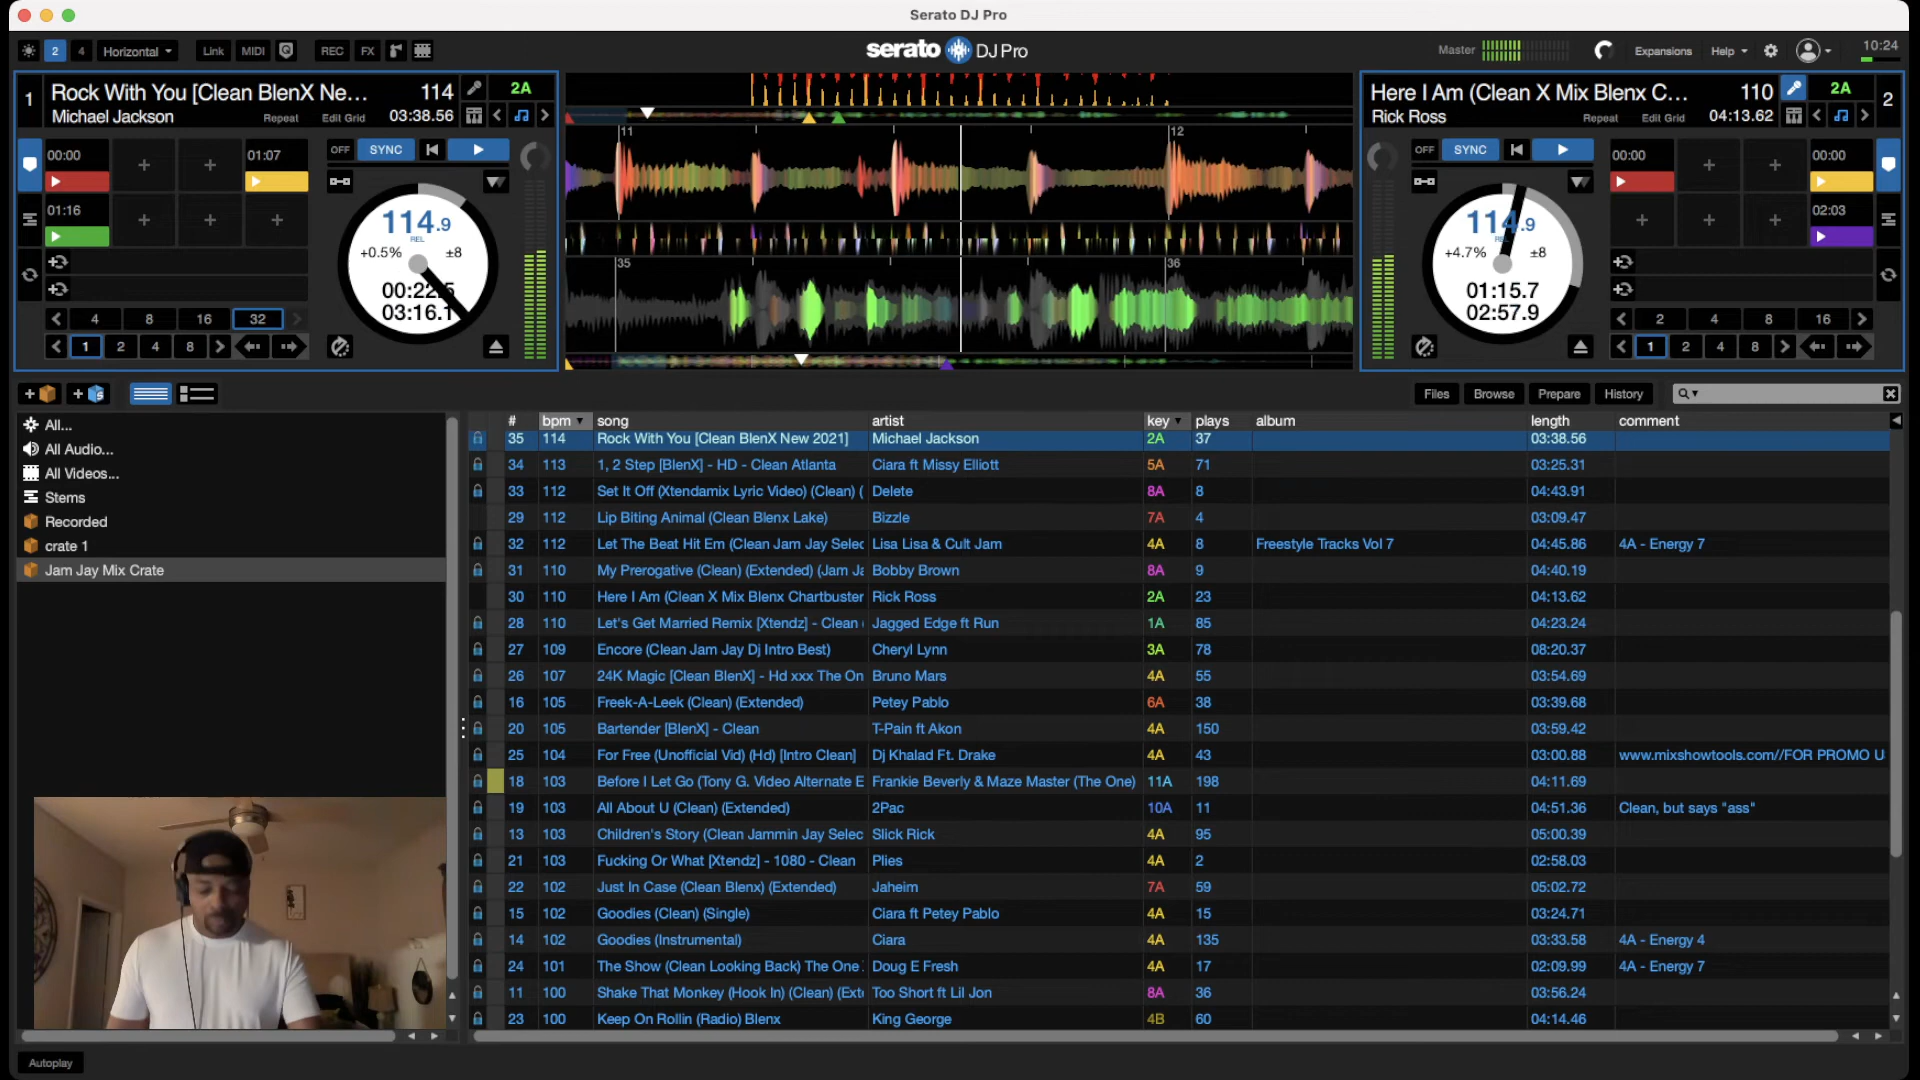 Serato DJ Pro
2 4 Horizontal Link MIDI REC FX
serato DJ Pro
Master Expansions Help 10:24
1 Rock With You [Clean BlenX Ne... 114 2A
Michael Jackson Repeat Edit Grid 03:38.56
00:00 01:07
01:16
OFF SYNC
114.9
REL
+0.5% ±8
03:16.1
4 8 16 32
1 2 4 8
11 12
35 36
Here I Am (Clean X Mix Blenx C... 110 2A 2
Rick Ross Repeat Edit Grid 04:13.62
OFF SYNC
114.9
+4.7% ±8
01:15.7
02:57.9
00:00 00:00
02:03
2 4 8 16
1 2 4 8
Files Browse Prepare History
All...
All Audio...
All Videos...
Stems
Recorded
crate 1
Jam Jay Mix Crate
# bpm song artist key plays album length comment
35 114 Rock With You [Clean BlenX New 2021] Michael Jackson 2A 37 03:38.56
34 113 1, 2 Step [BlenX] - HD - Clean Atlanta Ciara ft Missy Elliott 5A 71 03:25.31
33 112 Set It Off (Xtendamix Lyric Video) (Clean) ( Delete 8A 8 04:43.91
29 112 Lip Biting Animal (Clean Blenx Lake) Bizzle 7A 4 03:09.47
32 112 Let The Beat Hit Em (Clean Jam Jay Selec Lisa Lisa & Cult Jam 4A 8 Freestyle Tracks Vol 7 04:45.86 4A - Energy 7
31 110 My Prerogative (Clean) (Extended) (Jam Ja Bobby Brown 8A 9 04:40.19
30 110 Here I Am (Clean X Mix Blenx Chartbuster Rick Ross 2A 23 04:13.62
28 110 Let's Get Married Remix [Xtendz] - Clean Jagged Edge ft Run 1A 85 04:23.24
27 109 Encore (Clean Jam Jay Dj Intro Best) Cheryl Lynn 3A 78 08:20.37
26 107 24K Magic [Clean BlenX] - Hd xxx The On Bruno Mars 4A 55 03:54.69
16 105 Freek-A-Leek (Clean) (Extended) Petey Pablo 6A 38 03:39.68
20 105 Bartender [BlenX] - Clean T-Pain ft Akon 4A 150 03:59.42
25 104 For Free (Unofficial Vid) (Hd) [Intro Clean] Dj Khalad Ft. Drake 4A 43 03:00.88 www.mixshowtools.com//FOR PROMO U
18 103 Before I Let Go (Tony G. Video Alternate E Frankie Beverly & Maze Master (The One) 11A 198 04:11.69
19 103 All About U (Clean) (Extended) 2Pac 10A 11 04:51.36 Clean, but says "ass"
13 103 Children's Story (Clean Jammin Jay Selec Slick Rick 4A 95 05:00.39
21 103 Fucking Or What [Xtendz] - 1080 - Clean Plies 4A 2 02:58.03
22 102 Just In Case (Clean Blenx) (Extended) Jaheim 7A 59 05:02.72
15 102 Goodies (Clean) (Single) Ciara ft Petey Pablo 4A 15 03:24.71
14 102 Goodies (Instrumental) Ciara 4A 135 03:33.58 4A - Energy 4
24 101 The Show (Clean Looking Back) The One Doug E Fresh 4A 17 02:09.99 4A - Energy 7
11 100 Shake That Monkey (Hook In) (Clean) (Exte Too Short ft Lil Jon 8A 36 03:56.24
23 100 Keep On Rollin (Radio) Blenx King George 4B 60 04:14.46
Autoplay